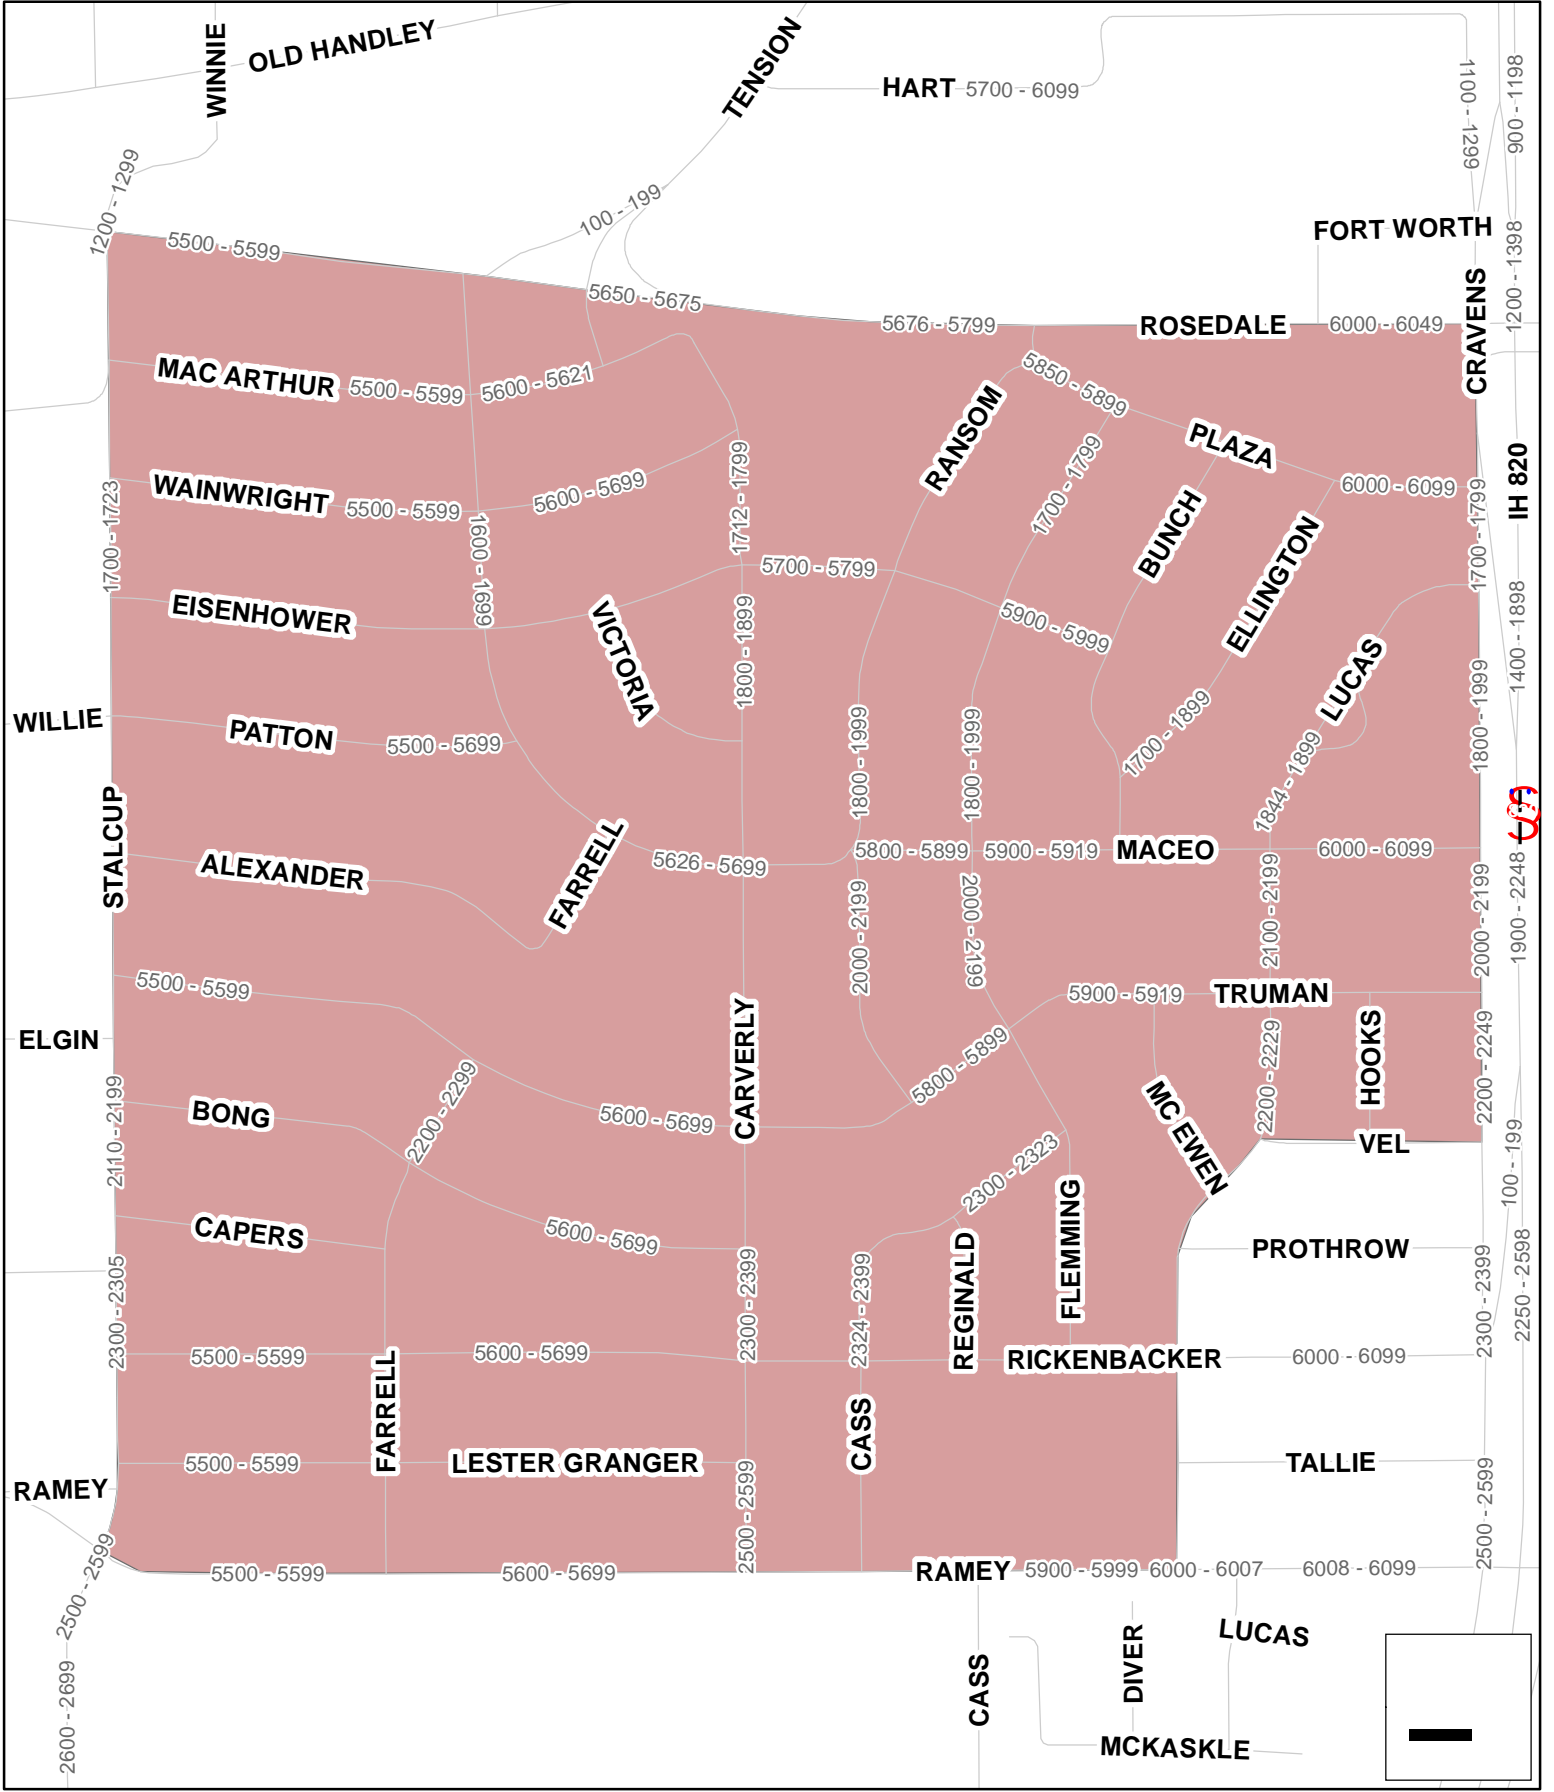 WINNIE
OLD HANDLEY
TENSION
HART 5700 - 6099
1100 - 1299
900 - 1198
1200 - 1299
100 - 199
FORT WORTH
1200 - 1398
5500 - 5599
5650 - 5675
5676 - 5799
ROSEDALE
6000 - 6049
CRAVENS
MAC ARTHUR 5500 - 5599
5600 - 5621
5850 - 5899
RANSOM
PLAZA
6000 - 6099
IH 820
WAINWRIGHT 5500 - 5599
5600 - 5699
1712 - 1799
1700 - 1799
BUNCH
ELLINGTON
1700 - 1799
1700 - 1723
1600 - 1699
5700 - 5799
EISENHOWER
VICTORIA
1800 - 1899
5900 - 5999
LUCAS
1400 - 1898
WILLIE
PATTON
5500 - 5699
1800 - 1999
1800 - 1999
1700 - 1899
1844 - 1899
1800 - 1999
STALCUP
ALEXANDER
FARRELL
5626 - 5699
5800 - 5899
5900 - 5919
MACEO
6000 - 6099
1900 - 2248
2000 - 2199
2000 - 2199
2100 - 2199
2000 - 2199
5500 - 5599
5900 - 5919
TRUMAN
ELGIN
CARVERLY
5800 - 5899
HOOKS
2200 - 2229
2200 - 2249
2110 - 2199
BONG
2200 - 2299
5600 - 5699
MC EWEN
VEL
100 - 199
2300 - 2323
CAPERS
5600 - 5699
FLEMMING
REGINALD
PROTHROW
2300 - 2305
2300 - 2399
2324 - 2399
2300 - 2399
2250 - 2598
5500 - 5599
5600 - 5699
RICKENBACKER
6000 - 6099
FARRELL
CASS
5500 - 5599
LESTER GRANGER
TALLIE
RAMEY
2500 - 2599
2500 - 2599
2500 - 2599
5500 - 5599
5600 - 5699
RAMEY
5900 - 5999
6000 - 6007
6008 - 6099
2600 - 2699
CASS
DIVER
LUCAS
MCKASKLE